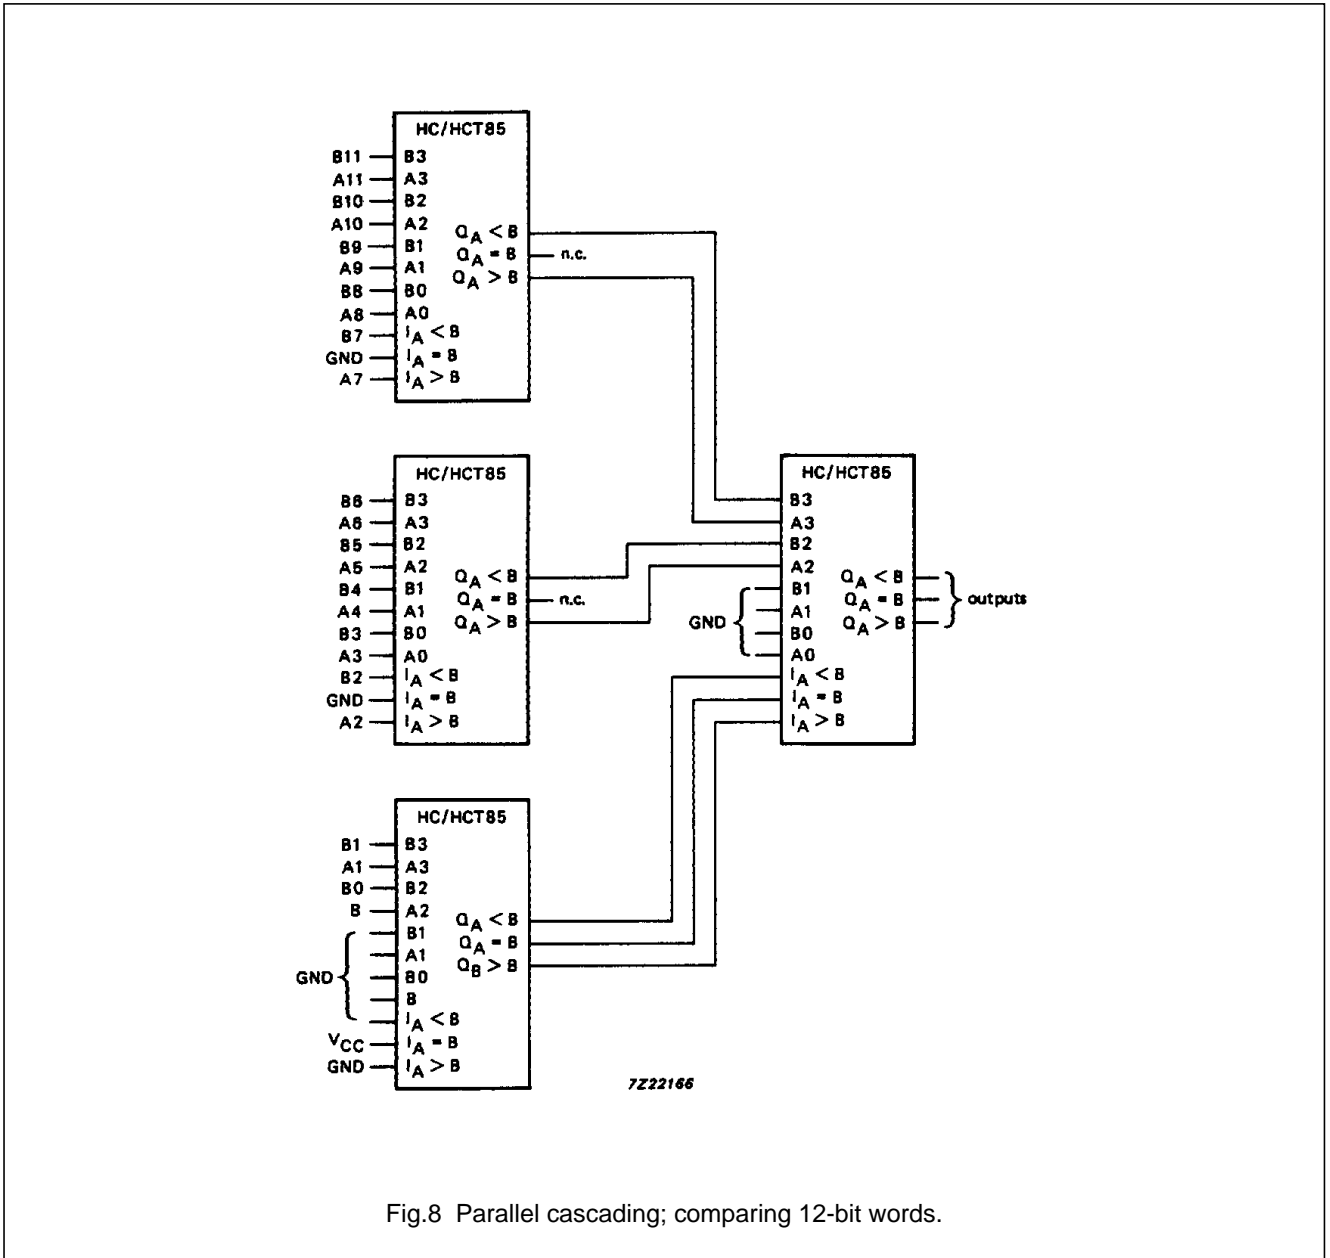 HC/HCT85
B11 B3
A11 A3
B10 B2
A10 A2
B9 B1
A9 A1
B8 B0
A8 A0
B7 IA < B
GND IA = B
A7 IA > B
QA < B
QA = B n.c.
QA > B
HC/HCT85
B6 B3
A6 A3
B5 B2
A5 A2
B4 B1
A4 A1
B3 B0
A3 A0
B2 IA < B
GND IA = B
A2 IA > B
QA < B
QA = B n.c.
QA > B
HC/HCT85
B1 B3
A1 A3
B0 B2
B A2
B1
A1
GND B0
B
IA < B
VCC IA = B
GND IA > B
QA < B
QA = B
QB > B
HC/HCT85
B3
A3
B2
A2
B1
A1
GND
B0
A0
IA < B
IA = B
IA > B
QA < B
QA = B outputs
QA > B
7Z22166
Fig.8 Parallel cascading; comparing 12-bit words.